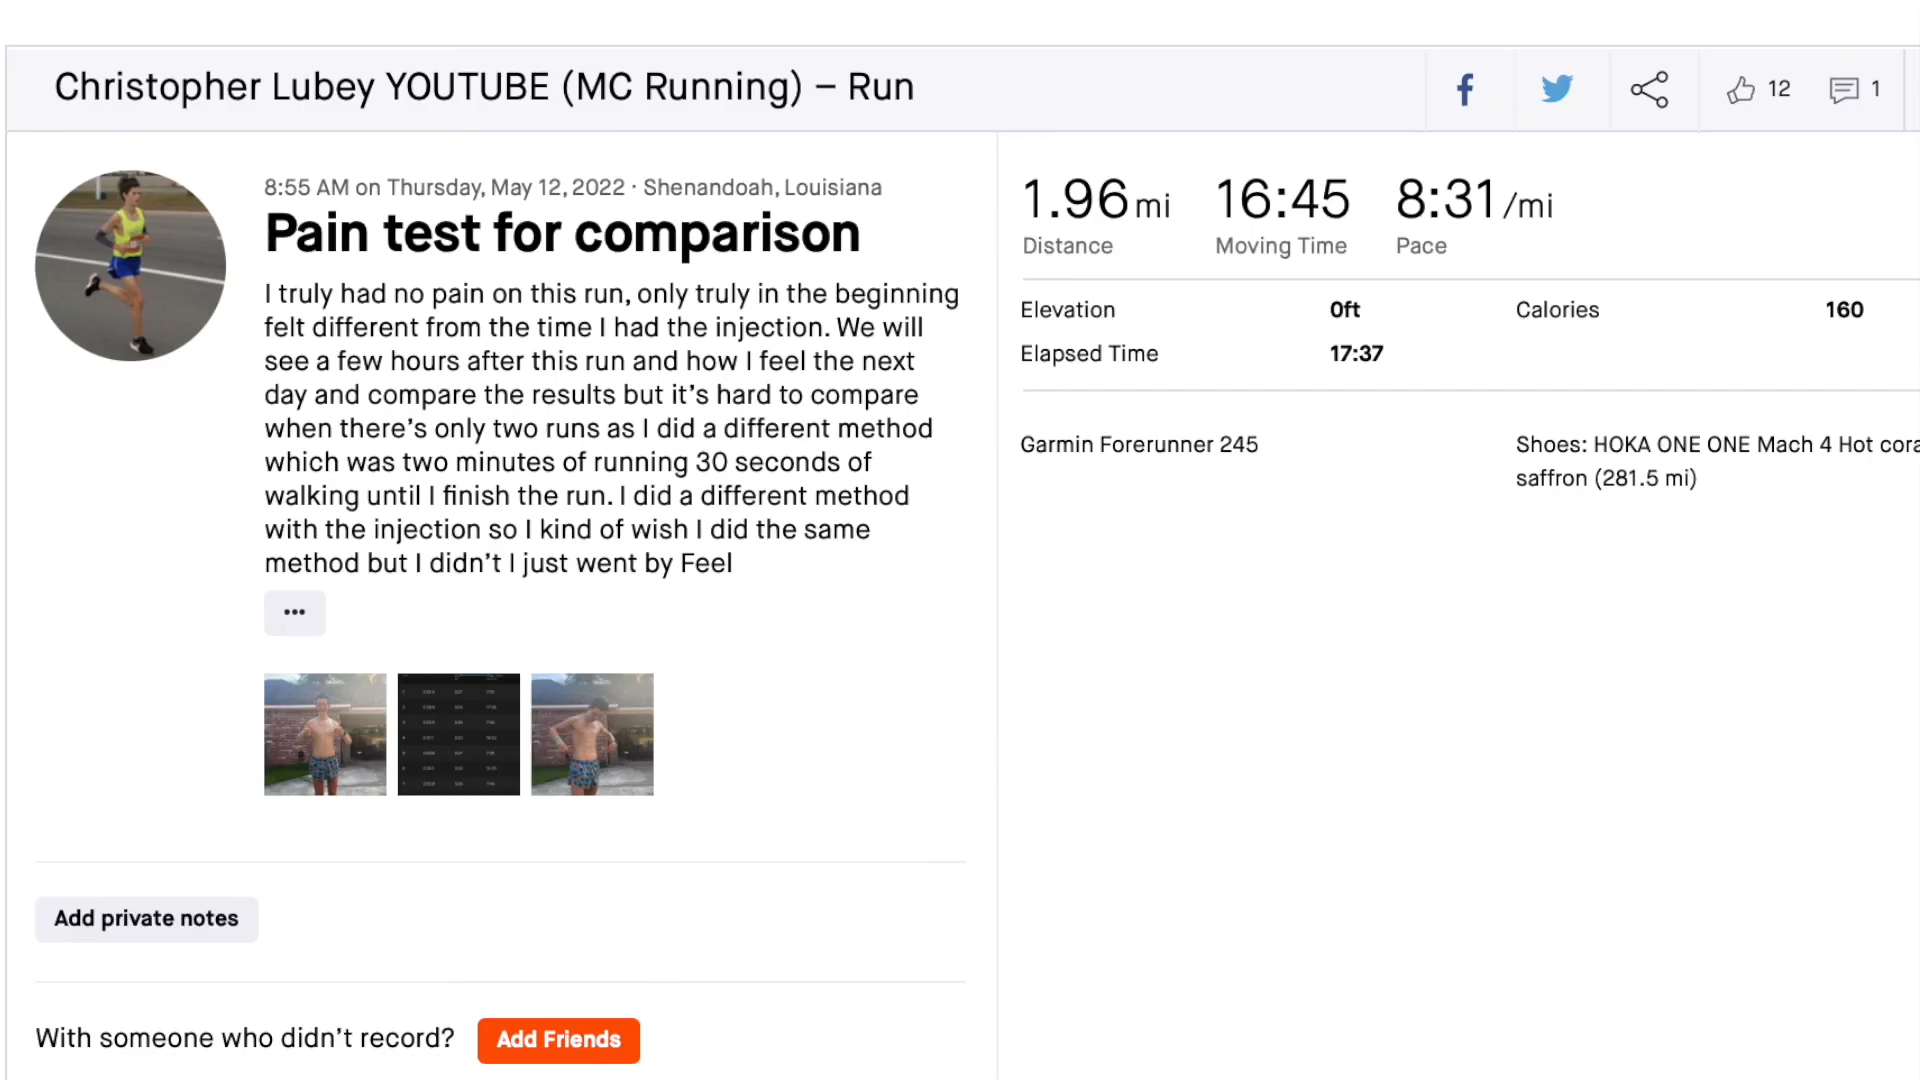 Christopher Lubey YOUTUBE (MC Running) – Run
12
1
8:55 AM on Thursday, May 12, 2022 · Shenandoah, Louisiana
Pain test for comparison
I truly had no pain on this run, only truly in the beginning
felt different from the time I had the injection. We will
see a few hours after this run and how I feel the next
day and compare the results but it’s hard to compare
when there’s only two runs as I did a different method
which was two minutes of running 30 seconds of
walking until I finish the run. I did a different method
with the injection so I kind of wish I did the same
method but I didn’t I just went by Feel
•••
Add private notes
With someone who didn’t record?
Add Friends
1.96 mi
Distance
16:45
Moving Time
8:31 /mi
Pace
Elevation 0ft
Calories 160
Elapsed Time 17:37
Garmin Forerunner 245
Shoes: HOKA ONE ONE Mach 4 Hot cora
saffron (281.5 mi)